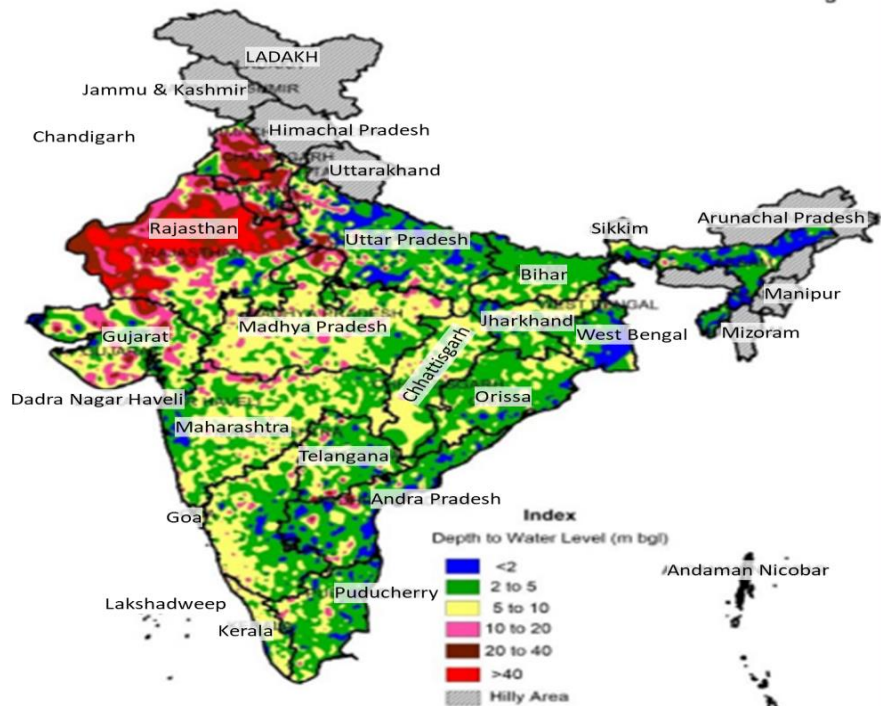 LADAKH
Jammu & Kashmir
Himachal Pradesh
Chandigarh
Uttarakhand
Rajasthan
Uttar Pradesh
Sikkim
Arunachal Pradesh
Bihar
Manipur
Gujarat
Madhya Pradesh
Jharkhand
West Bengal
Mizoram
Chhattisgarh
Dadra Nagar Haveli
Orissa
Maharashtra
Telangana
Andra Pradesh
Goa
Index
Depth to Water Level (m bgl)
<2
2 to 5
5 to 10
10 to 20
20 to 40
>40
Hilly Area
Andaman Nicobar
Puducherry
Lakshadweep
Kerala